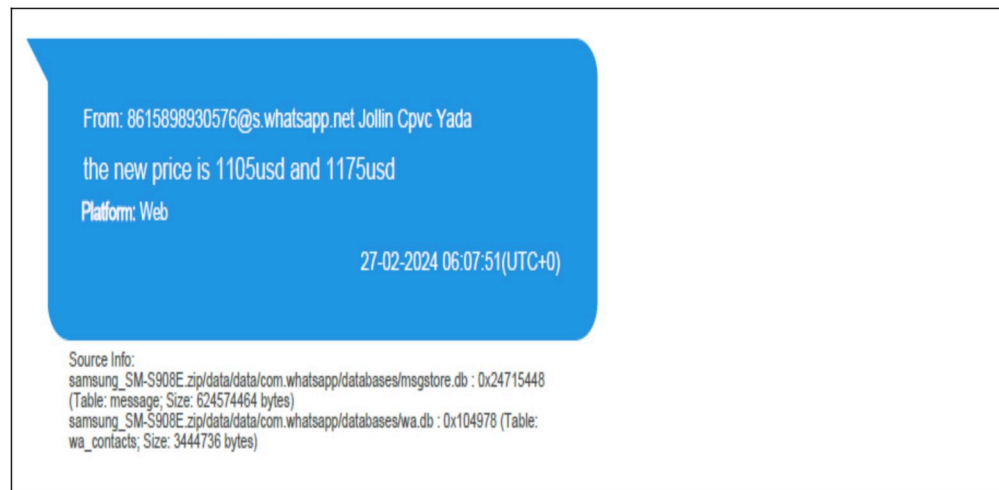 From: 8615898930576@s.whatsapp.net Jollin Cpvc Yada
the new price is 1105usd and 1175usd
Platform: Web
27-02-2024 06:07:51(UTC+0)
Source Info:
samsung_SM-S908E.zip/data/data/com.whatsapp/databases/msgstore.db : 0x24715448
(Table: message; Size: 624574464 bytes)
samsung_SM-S908E.zip/data/data/com.whatsapp/databases/wa.db : 0x104978 (Table:
wa_contacts; Size: 3444736 bytes)